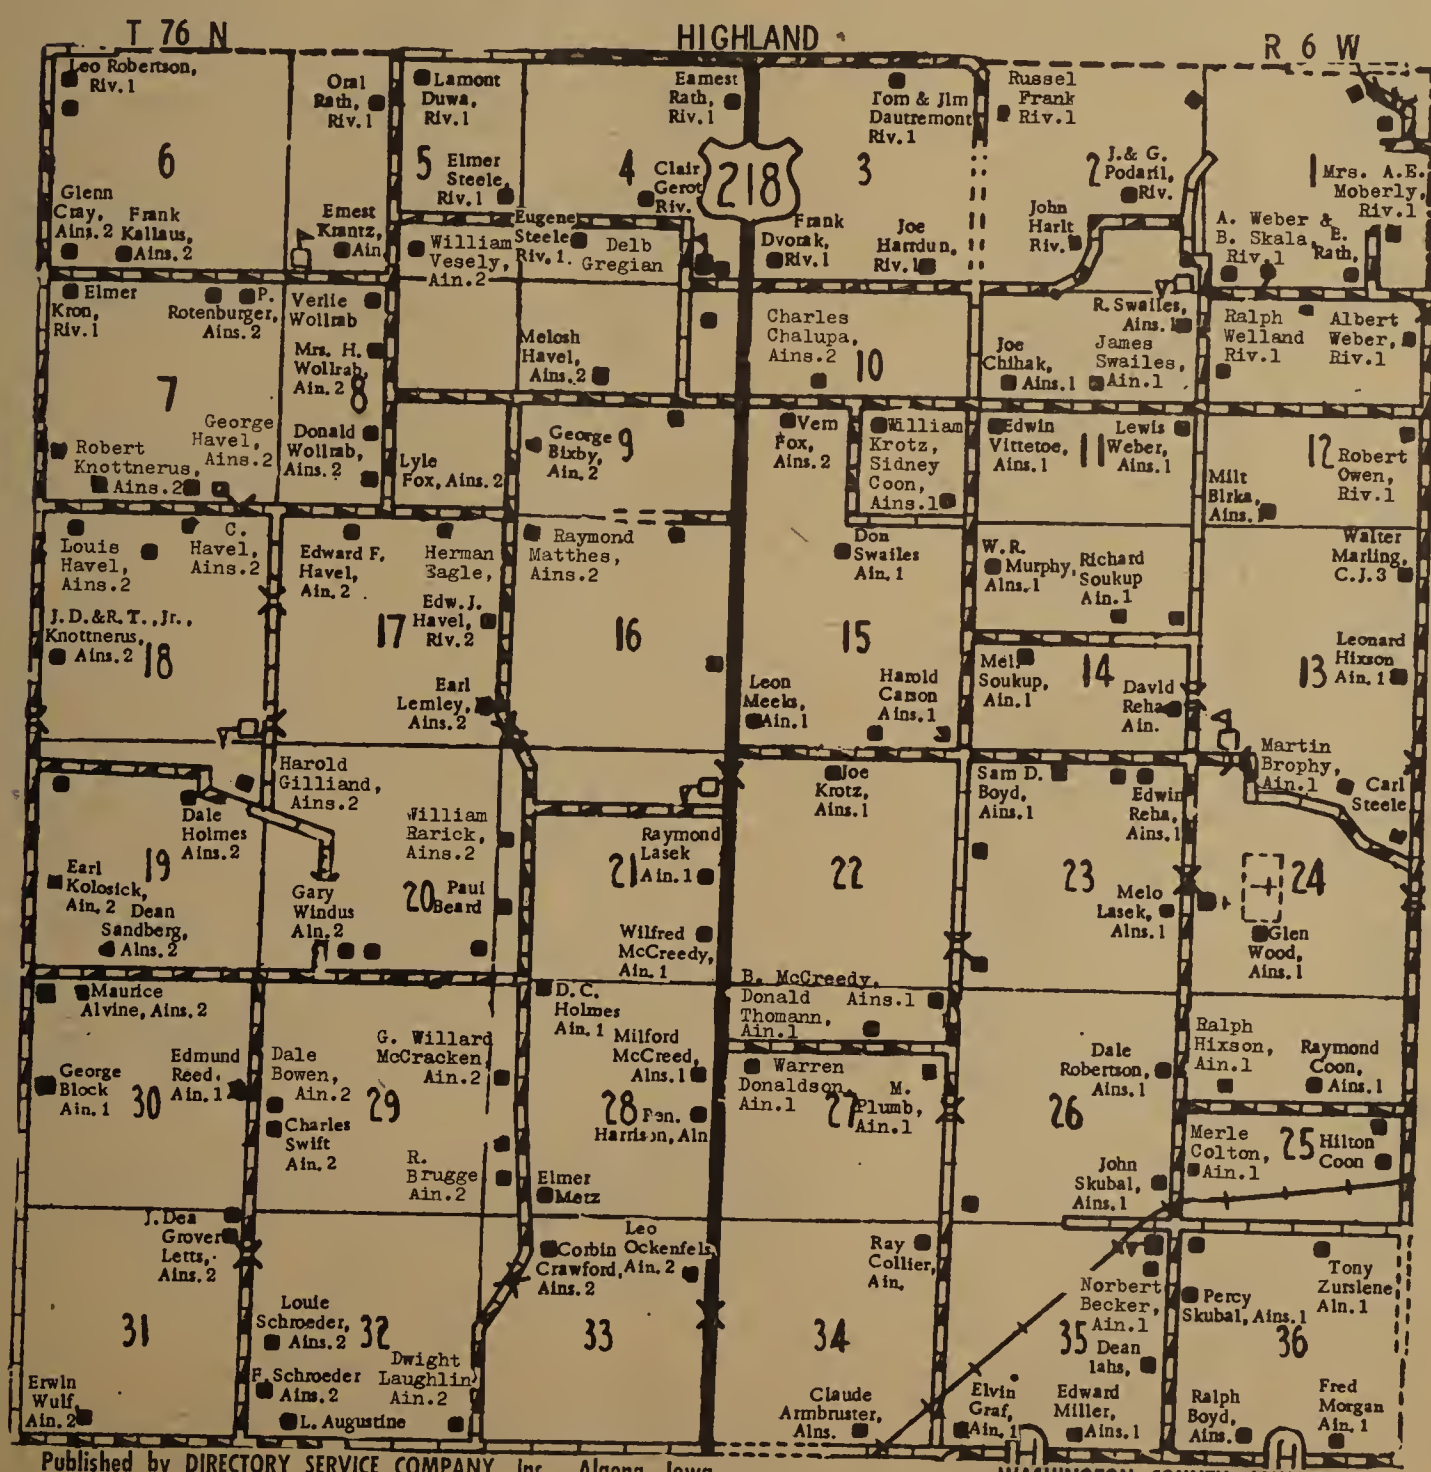 T 76 N
HIGHLAND
R 6 W
Leo Robertson,
Riv.1
Oral
Rath,
Riv.1
6
Glenn
Cray,
Ains.2
Frank
Kallaus,
Ains.2
Ernest
Krantz,
Ain
Lamont
Duwa,
Riv.1
5
Elmer
Steele,
Riv.1
Earnest
Rath,
Riv.1
4
Clair
Gerot
Riv.
218
Eugene
Steele
Riv.1.
William
Vesely,
Ain.2
Delb
Gregian
Tom & Jim
Dautremont
Riv.1
3
Frank
Dvorak,
Riv.1
Joe
Harrdun,
Riv.1
Russel
Frank
Riv.1
2
J.& G.
Podaril,
Riv.
John
Harlt
Riv.
1
Mrs. A.E.
Moberly,
Riv.1
A. Weber &
B. Skala,
Riv.1
E.
Rath,
Elmer
Kron,
Riv.1
P.
Rotenburger,
Ains.2
Verlie
Wollrab
Mrs. H.
Wollrab,
Ain.2
8
7
Robert
Knottnerus,
Ains.2
George
Havel,
Ains.2
Donald
Wollrab,
Ains.2
Lyle
Fox, Ains.2
Melosh
Havel,
Ains.2
George
Bixby,
Ain.2
9
Charles
Chalupa,
Ains.2
10
Vern
Fox,
Ains.2
William
Krotz,
Sidney
Coon,
Ains.1
R. Swailes,
Ains.1
Joe
Chihak,
Ains.1
James
Swailes,
Ain.1
Edwin
Vittetoe,
Ains.1
11
Lewis
Weber,
Ains.1
Ralph
Welland
Riv.1
Albert
Weber,
Riv.1
12
Robert
Owen,
Riv.1
Milt
Birka,
Ains.1
Louis
Havel,
Ains.2
C.
Havel,
Ains.2
J.D.&R.T.,Jr.,
Knottnerus,
Ains.2
18
Edward F.
Havel,
Ain.2
Herman
Eagle,
17
Edw.J.
Havel,
Riv.2
Earl
Lemley,
Ains.2
Raymond
Matthes,
Ains.2
16
Don
Swailes
Ain.1
15
Leon
Meeks,
Ain.1
Harold
Carson
Ains.1
W.R.
Murphy,
Ains.1
Richard
Soukup
Ain.1
Mel.
Soukup,
Ain.1
14
David
Reha
Ain.
Walter
Marling,
C.J.3
13
Leonard
Hixson
Ain.1
Martin
Brophy,
Ain.1
Carl
Steele
Harold
Gilliand,
Ains.2
Dale
Holmes
Ains.2
19
Earl
Kolosick,
Ain.2
Dean
Sandberg,
Ains.2
William
Rarick,
Ains.2
20
Paul
Beard
Gary
Windus
Ain.2
Raymond
Lasek
Ain.1
21
Wilfred
McCreedy,
Ain.1
Joe
Krotz,
Ains.1
22
Sam D.
Boyd,
Ains.1
Edwin
Reha,
Ains.1
23
Melo
Lasek,
Ains.1
24
Glen
Wood,
Ains.1
Maurice
Alvine, Ains.2
George
Block
Ain.1
30
Edmund
Reed.
Ain.1
Dale
Bowen,
Ain.2
G. Willard
McCracken,
Ain.2
29
Charles
Swift
Ain.2
R.
Brugge
Ain.2
D.C.
Holmes
Ain.1
Milford
McCreed,
Ains.1
28
Harrison, Ain
Elmer
Metz
B. McCreedy,
Ains.1
Donald
Thomann,
Ain.1
Warren
Donaldson,
Ain.1
27
M.
Plumb,
Ain.1
Dale
Robertson,
Ains.1
26
John
Skubal,
Ains.1
Ralph
Hixson,
Ain.1
Raymond
Coon,
Ains.1
Merle
Colton,
Ain.1
25
Hilton
Coon
J. Dea
Grover
Letts,
Ains.2
31
Erwin
Wulf,
Ain.2
Louie
Schroeder,
Ains.2
32
F. Schroeder
Ains.2
Dwight
Laughlin
Ain.2
L. Augustine
Corbin
Crawford,
Ains.2
Leo
Ockenfels,
Ain.2
33
Ray
Collier,
Ain.
34
Claude
Armbruster,
Ains.
Norbert
Becker,
Ain.1
35
Dean
Elvin
Graf,
Ain.1
Edward
Miller,
Ains.1
Percy
Skubal, Ains.1
Tony
Zurslene
Ain.1
36
Ralph
Boyd,
Ains.
Fred
Morgan
Ain.1
H
H
Published by DIRECTORY SERVICE COMPANY, Inc., Algona, Iowa
WASHINGTON COUNTY